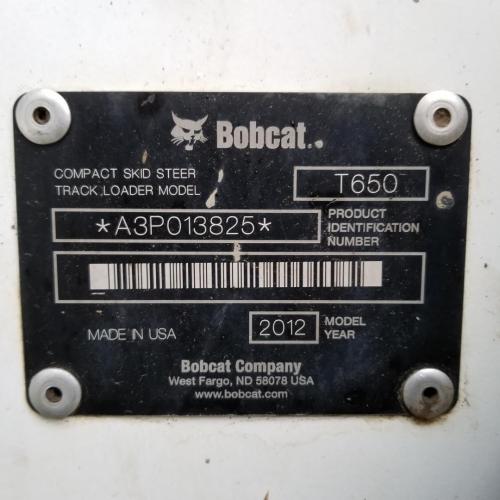 Bobcat.
COMPACT SKID STEER
TRACK LOADER MODEL
T650
*A3P013825*
PRODUCT
IDENTIFICATION
NUMBER
MADE IN USA
2012
MODEL
YEAR
Bobcat Company
West Fargo, ND 58078 USA
www.bobcat.com